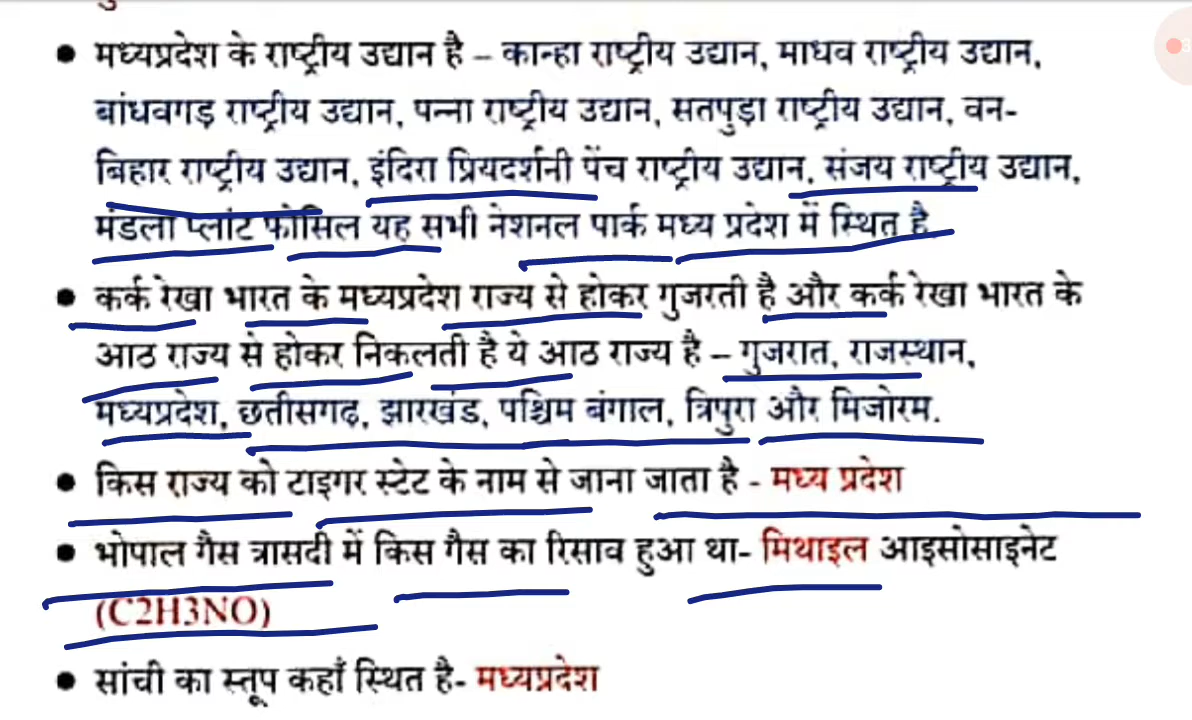 • मध्यप्रदेश के राष्ट्रीय उद्यान है – कान्हा राष्ट्रीय उद्यान, माधव राष्ट्रीय उद्यान,
बांधवगड़ राष्ट्रीय उद्यान, पन्ना राष्ट्रीय उद्यान, सतपुड़ा राष्ट्रीय उद्यान, वन-
बिहार राष्ट्रीय उद्यान, इंदिरा प्रियदर्शनी पेंच राष्ट्रीय उद्यान, संजय राष्ट्रीय उद्यान,
मंडला प्लांट फोसिल यह सभी नेशनल पार्क मध्य प्रदेश में स्थित है
• कर्क रेखा भारत के मध्यप्रदेश राज्य से होकर गुजरती है और कर्क रेखा भारत के
आठ राज्य से होकर निकलती है ये आठ राज्य है – गुजरात, राजस्थान,
मध्यप्रदेश, छतीसगढ़, झारखंड, पश्चिम बंगाल, त्रिपुरा और मिजोरम.
• किस राज्य को टाइगर स्टेट के नाम से जाना जाता है - मध्य प्रदेश
• भोपाल गैस त्रासदी में किस गैस का रिसाव हुआ था- मिथाइल आइसोसाइनेट
(C2H3NO)
• सांची का स्तूप कहाँ स्थित है- मध्यप्रदेश